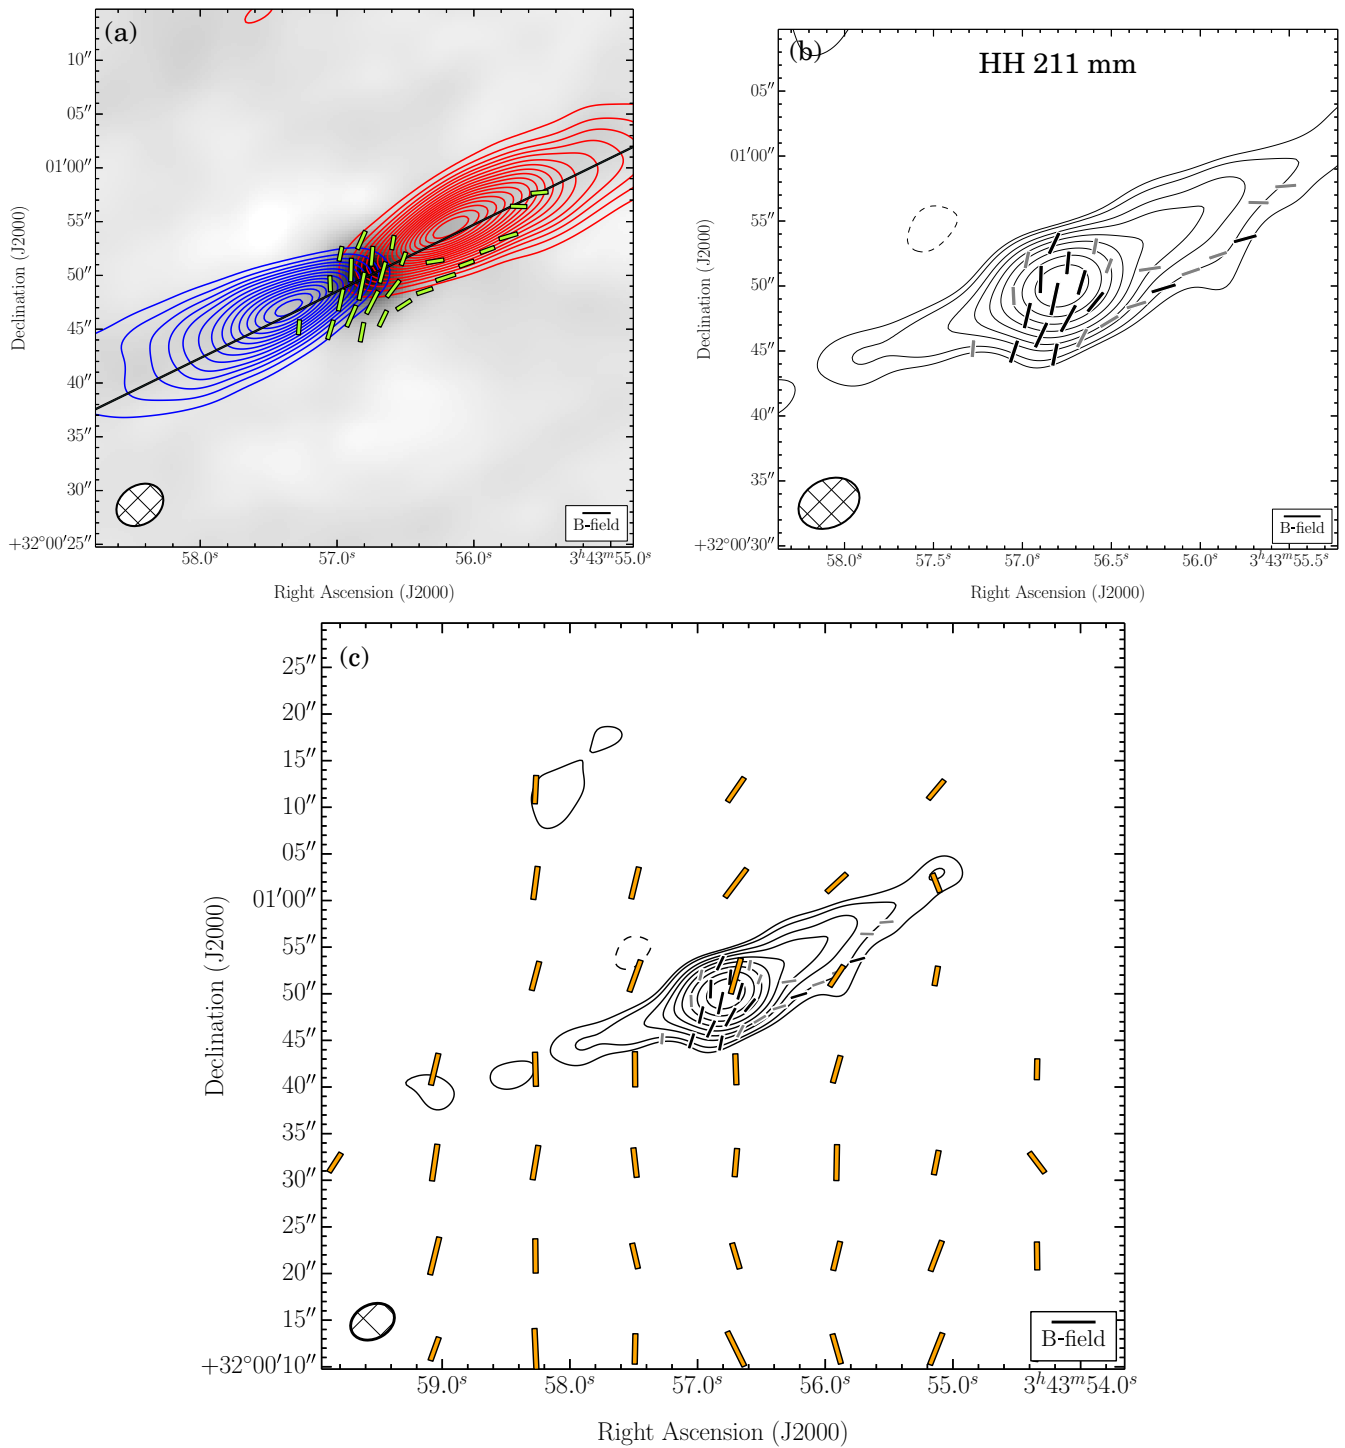 (a)
10″
05″
01′00″
55″
50″
45″
40″
35″
30″
+32°00′25″
Declination (J2000)
58.0ˢ
57.0ˢ
56.0ˢ
3ʰ43ᵐ55.0ˢ
Right Ascension (J2000)
B-field
(b)
HH 211 mm
05″
01′00″
55″
50″
45″
40″
35″
+32°00′30″
Declination (J2000)
58.0ˢ
57.5ˢ
57.0ˢ
56.5ˢ
56.0ˢ
3ʰ43ᵐ55.5ˢ
Right Ascension (J2000)
B-field
(c)
25″
20″
15″
10″
05″
01′00″
55″
50″
45″
40″
35″
30″
25″
20″
15″
+32°00′10″
Declination (J2000)
59.0ˢ
58.0ˢ
57.0ˢ
56.0ˢ
55.0ˢ
3ʰ43ᵐ54.0ˢ
Right Ascension (J2000)
B-field